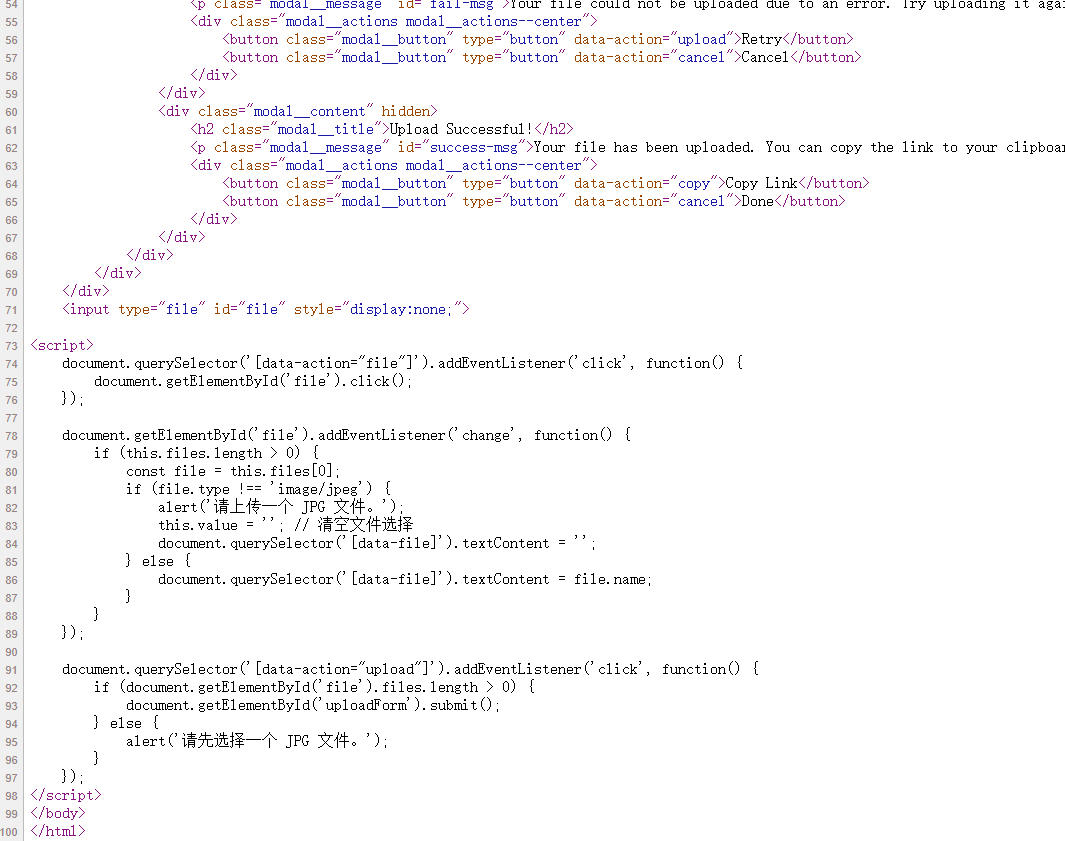 54 <p class="modal__message" id="fail-msg">Your file could not be uploaded due to an error. Try uploading it agai
55 <div class="modal__actions modal__actions--center">
56 <button class="modal__button" type="button" data-action="upload">Retry</button>
57 <button class="modal__button" type="button" data-action="cancel">Cancel</button>
58 </div>
59 </div>
60 <div class="modal__content" hidden>
61 <h2 class="modal__title">Upload Successful!</h2>
62 <p class="modal__message" id="success-msg">Your file has been uploaded. You can copy the link to your clipboar
63 <div class="modal__actions modal__actions--center">
64 <button class="modal__button" type="button" data-action="copy">Copy Link</button>
65 <button class="modal__button" type="button" data-action="cancel">Done</button>
66 </div>
67 </div>
68 </div>
69 </div>
70 </div>
71 <input type="file" id="file" style="display:none;">
72
73 <script>
74 document.querySelector('[data-action="file"]').addEventListener('click', function() {
75 document.getElementById('file').click();
76 });
77
78 document.getElementById('file').addEventListener('change', function() {
79 if (this.files.length > 0) {
80 const file = this.files[0];
81 if (file.type !== 'image/jpeg') {
82 alert('请上传一个 JPG 文件。');
83 this.value = ''; // 清空文件选择
84 document.querySelector('[data-file]').textContent = '';
85 } else {
86 document.querySelector('[data-file]').textContent = file.name;
87 }
88 }
89 });
90
91 document.querySelector('[data-action="upload"]').addEventListener('click', function() {
92 if (document.getElementById('file').files.length > 0) {
93 document.getElementById('uploadForm').submit();
94 } else {
95 alert('请先选择一个 JPG 文件。');
96 }
97 });
98 </script>
99 </body>
100 </html>